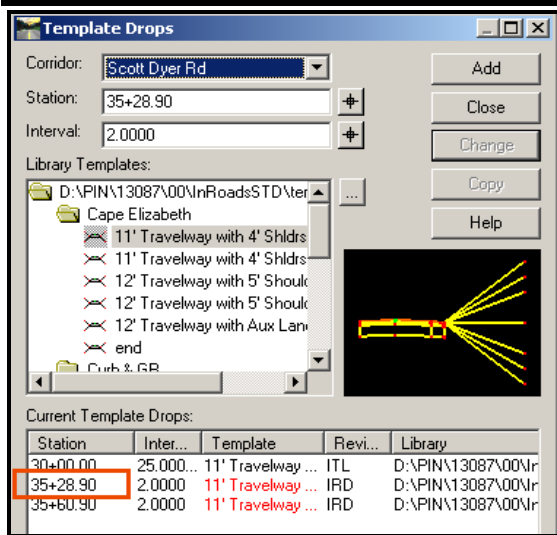 Template Drops
Corridor: Scott Dyer Rd
Add
Station: 35+28.90
Close
Interval: 2.0000
Change
Library Templates:
Copy
D:\PIN\13087\00\InRoadsSTD\ter
...
Cape Elizabeth
Help
11' Travelway with 4' Shldrs
11' Travelway with 4' Shldrs
12' Travelway with 5' Should
12' Travelway with 5' Should
12' Travelway with Aux Lan
end
Curb & GR
Current Template Drops:
Station Inter... Template Revi... Library
30+00.00 25.000... 11' Travelway ... ITL D:\PIN\13087\00\Ir
35+28.90 2.0000 11' Travelway ... IRD D:\PIN\13087\00\Ir
35+60.90 2.0000 11' Travelway ... IRD D:\PIN\13087\00\Ir